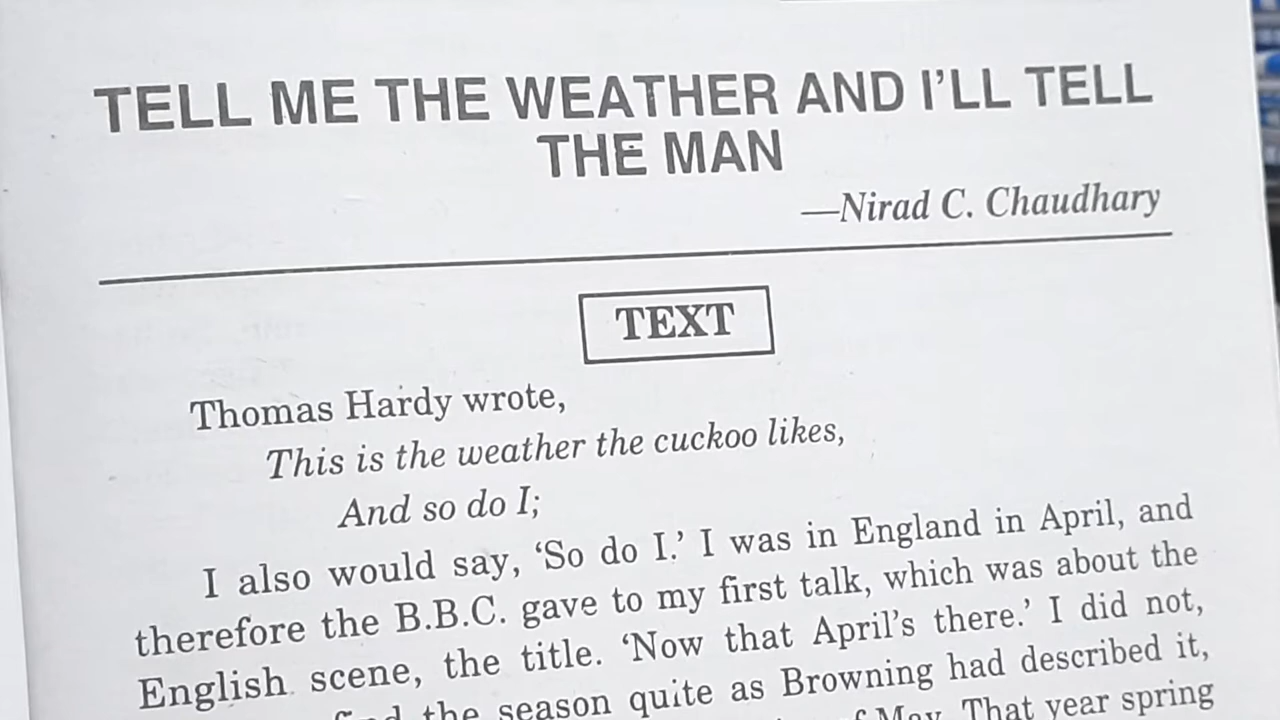 TELL ME THE WEATHER AND I'LL TELL
THE MAN
—Nirad C. Chaudhary
TEXT
Thomas Hardy wrote,
This is the weather the cuckoo likes,
And so do I;
I also would say, 'So do I.' I was in England in April, and
therefore the B.B.C. gave to my first talk, which was about the
English scene, the title. 'Now that April's there.' I did not,
find the season quite as Browning had described it,
of May. That year spring